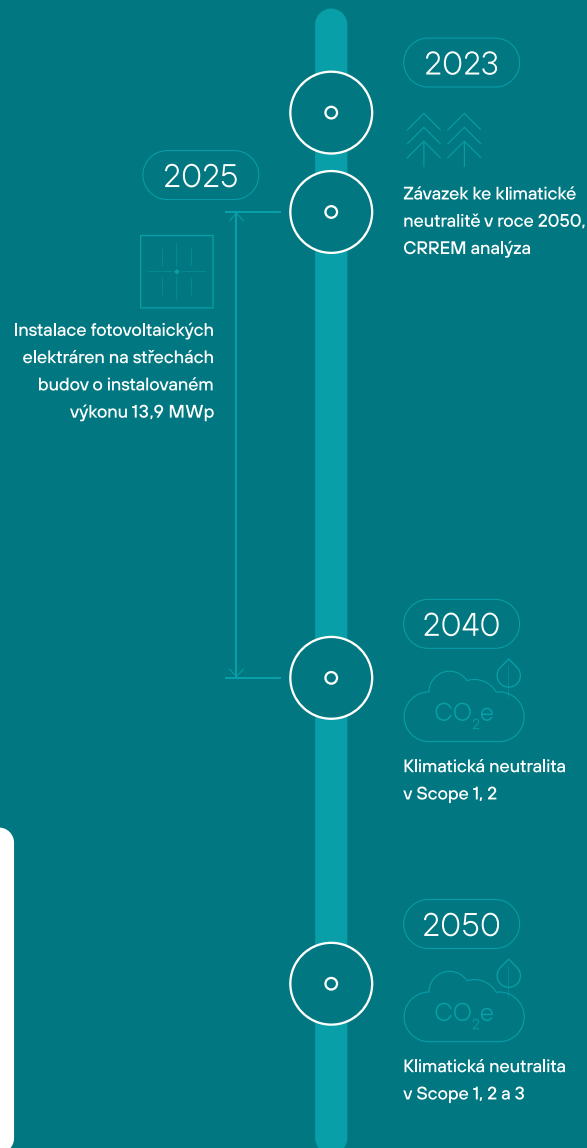 2023
Závazek ke klimatické
neutralitě v roce 2050,
CRREM analýza
2025
Instalace fotovoltaických
elektráren na střechách
budov o instalovaném
výkonu 13,9 MWp
2040
CO₂e
Klimatická neutralita
v Scope 1, 2
2050
CO₂e
Klimatická neutralita
v Scope 1, 2 a 3